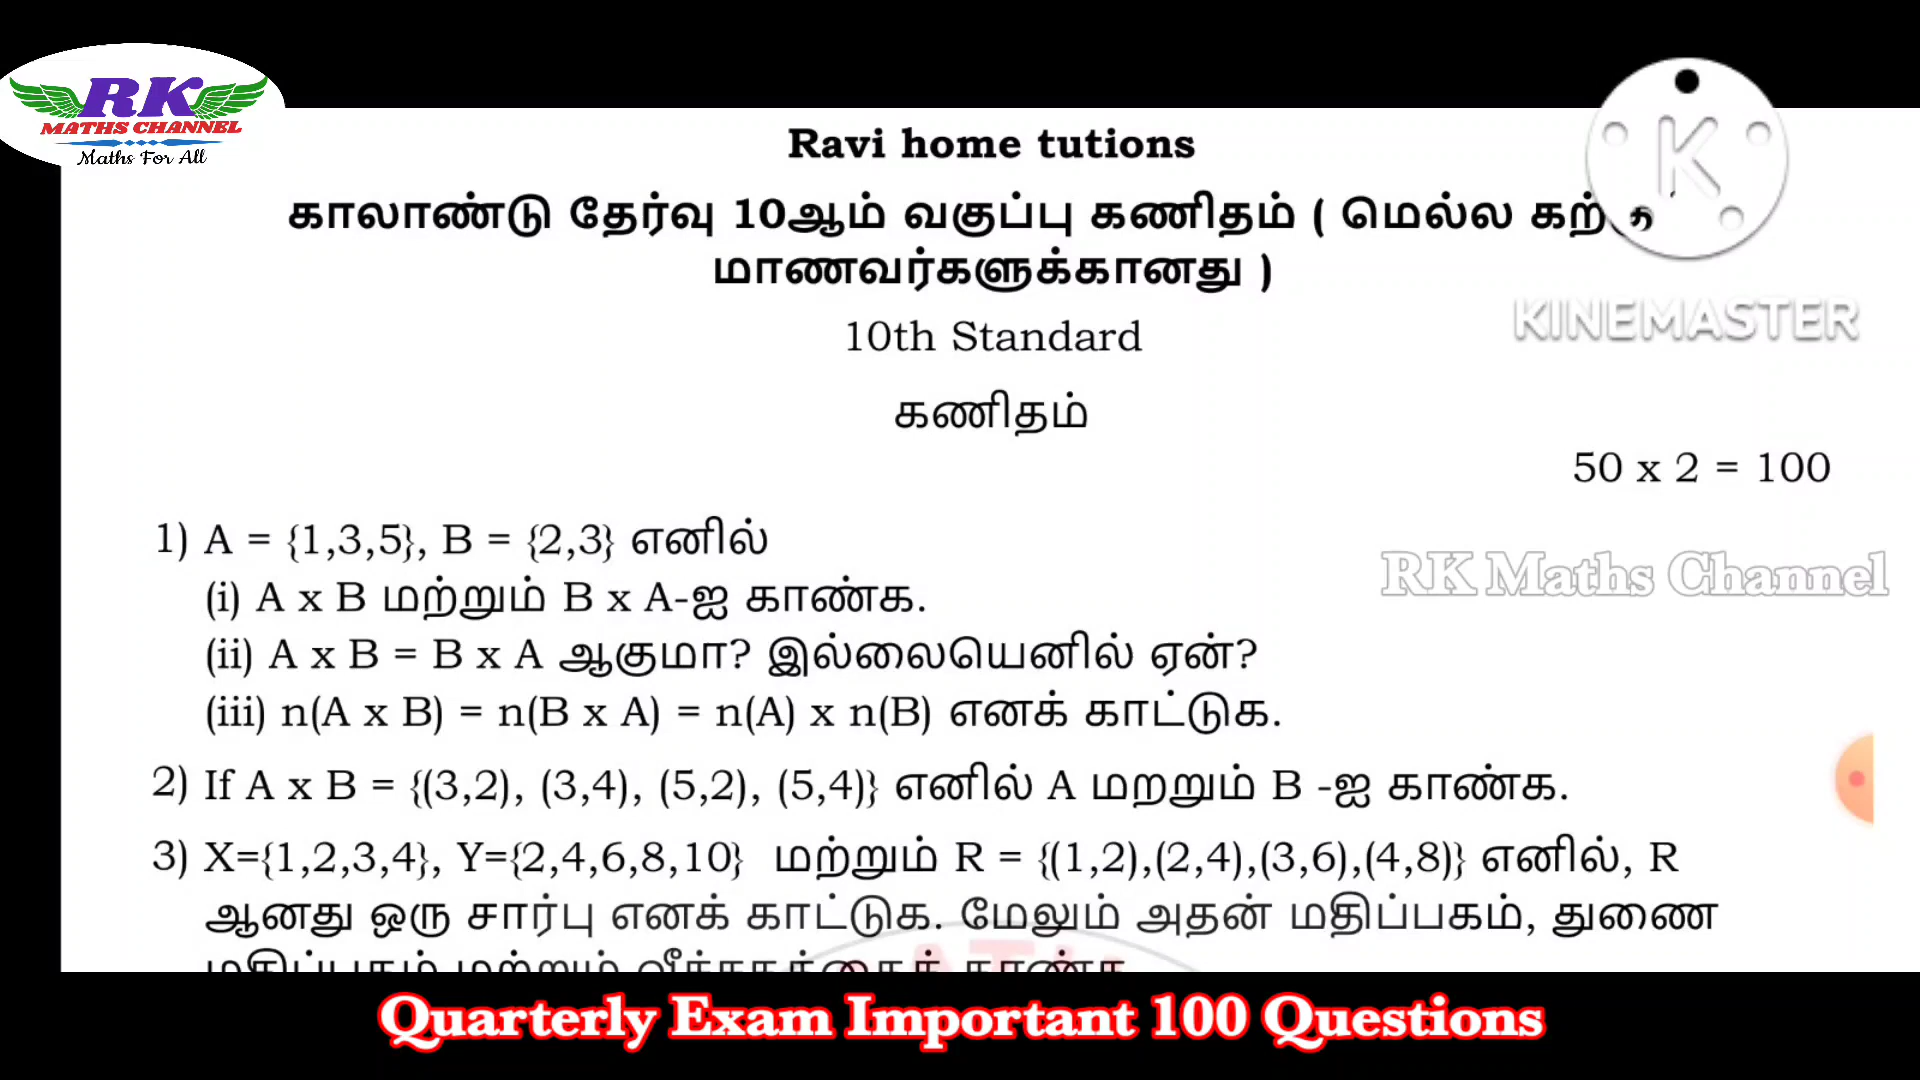 RK
MATHS CHANNEL
Maths For All
K
KINEMASTER
Ravi home tutions
காலாண்டு தேர்வு 10ஆம் வகுப்பு கணிதம் ( மெல்ல
மாணவர்களுக்கானது )
10th Standard
கணிதம்
50 x 2 = 100
1) A = {1,3,5}, B = {2,3} எனில்
RK Maths Channel
(i) A x B மற்றும் B x A-ஐ காண்க.
(ii) A x B = B x A ஆகுமா? இல்லையெனில் ஏன்?
(iii) n(A x B) = n(B x A) = n(A) x n(B) எனக் காட்டுக.
2) If A x B = {(3,2), (3,4), (5,2), (5,4)} எனில் A மறறும் B -ஐ காண்க.
3) X={1,2,3,4}, Y={2,4,6,8,10} மற்றும் R = {(1,2),(2,4),(3,6),(4,8)} எனில், R
ஆனது ஒரு சார்பு எனக் காட்டுக. மேலும் அதன் மதிப்பகம், துணை
Quarterly Exam Important 100 Questions